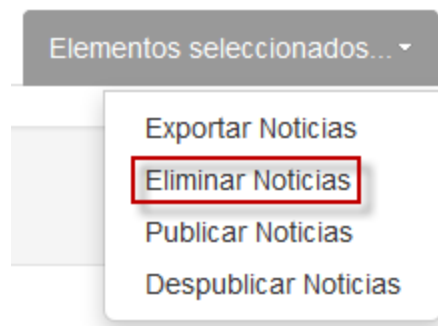 Elementos seleccionados...
Exportar Noticias
Eliminar Noticias
Publicar Noticias
Despublicar Noticias